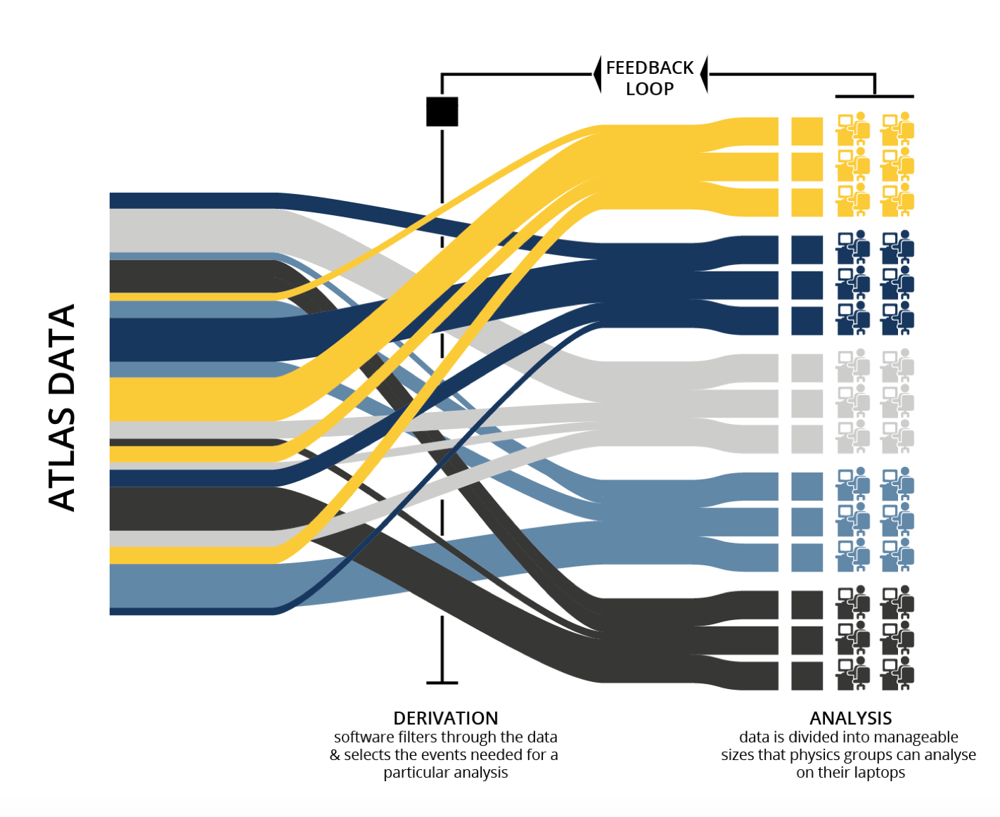 FEEDBACK
LOOP
ATLAS DATA
DERIVATION
software filters through the data
& selects the events needed for a
particular analysis
ANALYSIS
data is divided into manageable
sizes that physics groups can analyse
on their laptops